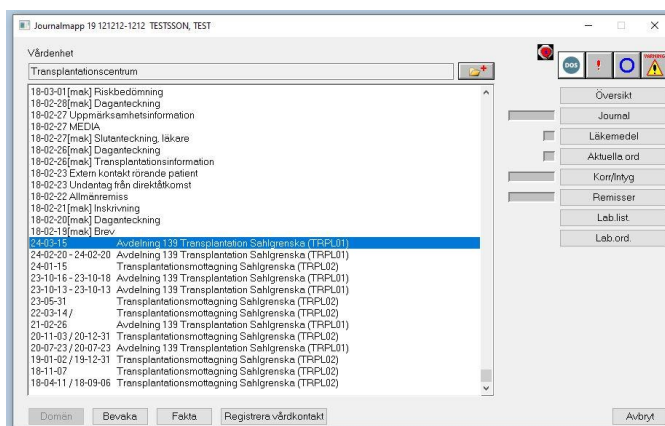 Journalmapp 19 121212-1212 TESTSSON, TEST
Vårdenhet
Transplantationscentrum
18-03-01[mak] Riskbedömning
18-02-28[mak] Daganteckning
18-02-27 Uppmärksamhetsinformation
18-02-27 MEDIA
18-02-27[mak] Slutanteckning, läkare
18-02-26[mak] Daganteckning
18-02-26[mak] Transplantationsinformation
18-02-23 Extern kontakt rörande patient
18-02-23 Undantag från direktåtkomst
18-02-22 Allmänremiss
18-02-21[mak] Inskrivning
18-02-20[mak] Daganteckning
18-02-19[mak] Brev
24-03-15 Avdelning 139 Transplantation Sahlgrenska (TRPL01)
24-02-20 - 24-02-20 Avdelning 139 Transplantation Sahlgrenska (TRPL01)
24-01-15 Transplantationsmottagning Sahlgrenska (TRPL02)
23-10-16 - 23-10-18 Avdelning 139 Transplantation Sahlgrenska (TRPL01)
23-10-13 - 23-10-13 Avdelning 139 Transplantation Sahlgrenska (TRPL01)
23-05-31 Transplantationsmottagning Sahlgrenska (TRPL02)
22-03-14 / Transplantationsmottagning Sahlgrenska (TRPL02)
21-02-26 Avdelning 139 Transplantation Sahlgrenska (TRPL01)
20-11-03 / 20-12-31 Transplantationsmottagning Sahlgrenska (TRPL02)
20-07-23 / 20-07-23 Avdelning 139 Transplantation Sahlgrenska (TRPL01)
19-01-02 / 19-12-31 Transplantationsmottagning Sahlgrenska (TRPL02)
18-11-07 Transplantationsmottagning Sahlgrenska (TRPL02)
18-04-11 / 18-09-06 Transplantationsmottagning Sahlgrenska (TRPL02)
DOS ! WARNING
Översikt
Journal
Läkemedel
Aktuella ord
Korr/Intyg
Remisser
Lab.list.
Lab.ord.
Domän Bevaka Fakta Registrera vårdkontakt Avbryt